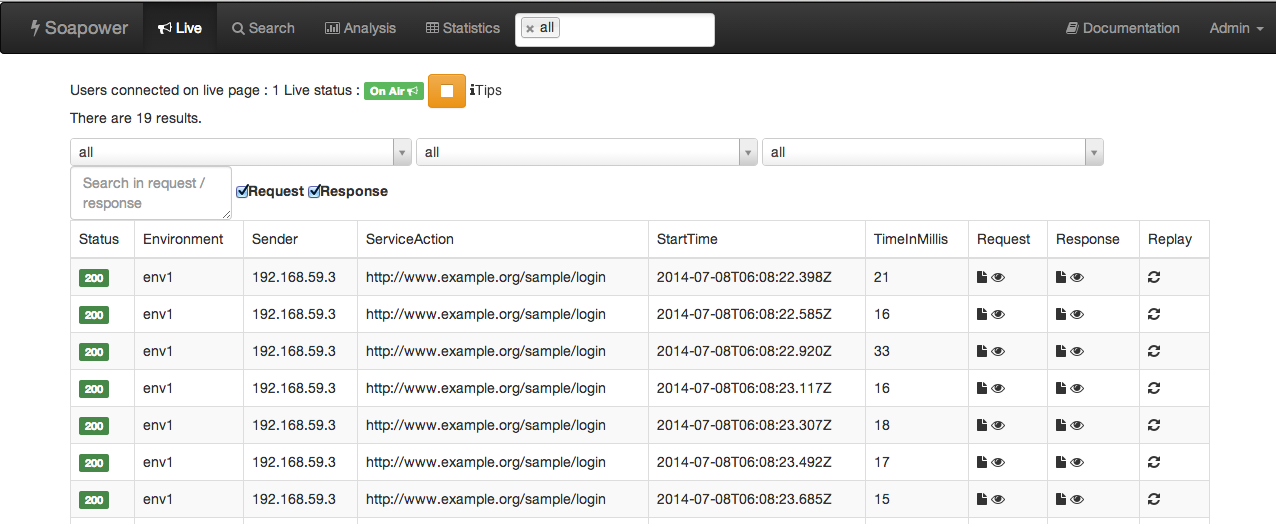 Soapower Live Search Analysis Statistics × all Documentation Admin
Users connected on live page : 1 Live status : On Air Tips
There are 19 results.
all all all
Search in request / response Request Response
Status Environment Sender ServiceAction StartTime TimeInMillis Request Response Replay
200 env1 192.168.59.3 http://www.example.org/sample/login 2014-07-08T06:08:22.398Z 21
200 env1 192.168.59.3 http://www.example.org/sample/login 2014-07-08T06:08:22.585Z 16
200 env1 192.168.59.3 http://www.example.org/sample/login 2014-07-08T06:08:22.920Z 33
200 env1 192.168.59.3 http://www.example.org/sample/login 2014-07-08T06:08:23.117Z 16
200 env1 192.168.59.3 http://www.example.org/sample/login 2014-07-08T06:08:23.307Z 18
200 env1 192.168.59.3 http://www.example.org/sample/login 2014-07-08T06:08:23.492Z 17
200 env1 192.168.59.3 http://www.example.org/sample/login 2014-07-08T06:08:23.685Z 15